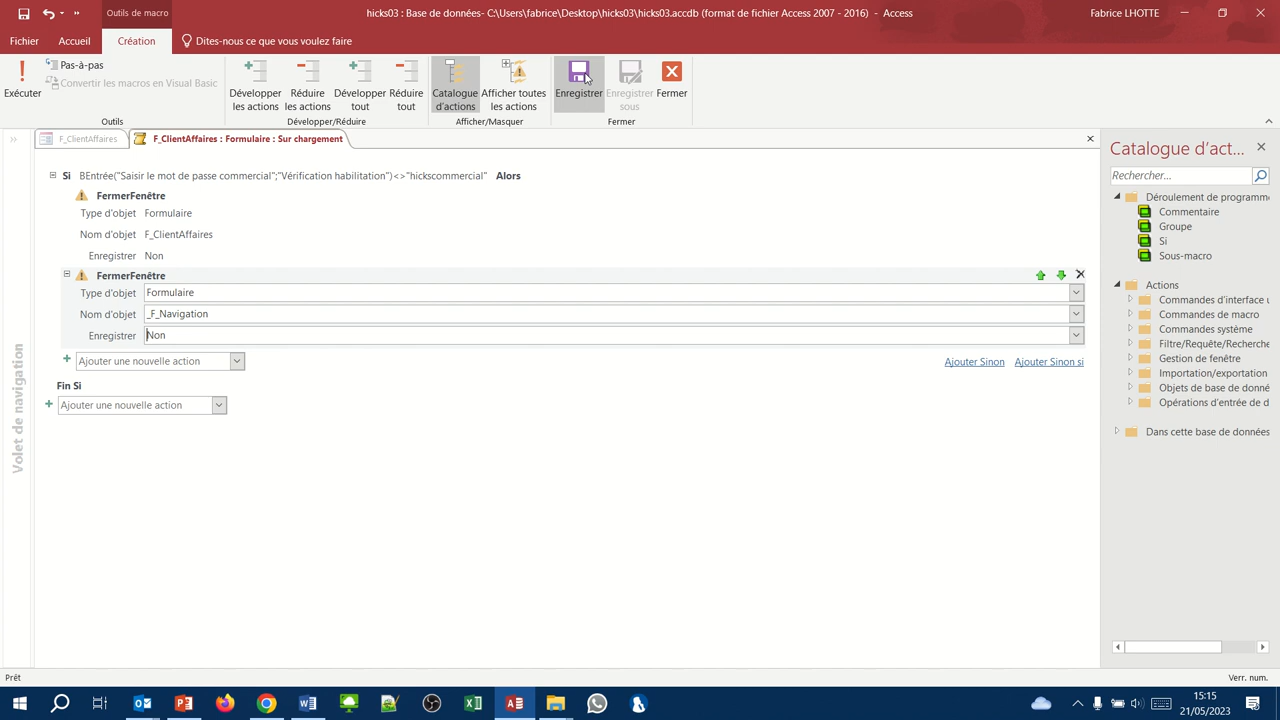 Outils de macro
hicks03 : Base de données- C:\Users\fabrice\Desktop\hicks03\hicks03.accdb (format de fichier Access 2007 - 2016) - Access
Fabrice LHOTTE
Fichier
Accueil
Création
Dites-nous ce que vous voulez faire
Exécuter
Pas-à-pas
Convertir les macros en Visual Basic
Outils
Développer les actions
Réduire les actions
Développer tout
Réduire tout
Développer/Réduire
Catalogue d'actions
Afficher toutes les actions
Afficher/Masquer
Enregistrer
Enregistrer sous
Fermer
Fermer
F_ClientAffaires
F_ClientAffaires : Formulaire : Sur chargement
Volet de navigation
Si BEntrée("Saisir le mot de passe commercial";"Vérification habilitation")<>"hickscommercial" Alors
FermerFenêtre
Type d'objet Formulaire
Nom d'objet F_ClientAffaires
Enregistrer Non
FermerFenêtre
Type d'objet Formulaire
Nom d'objet _F_Navigation
Enregistrer Non
Ajouter une nouvelle action
Ajouter Sinon Ajouter Sinon si
Fin Si
Ajouter une nouvelle action
Catalogue d'act...
Rechercher...
Déroulement de programme
Commentaire
Groupe
Si
Sous-macro
Actions
Commandes d'interface u
Commandes de macro
Commandes système
Filtre/Requête/Recherche
Gestion de fenêtre
Importation/exportation
Objets de base de donné
Opérations d'entrée de d
Dans cette base de données
Prêt
Verr. num.
15:15
21/05/2023